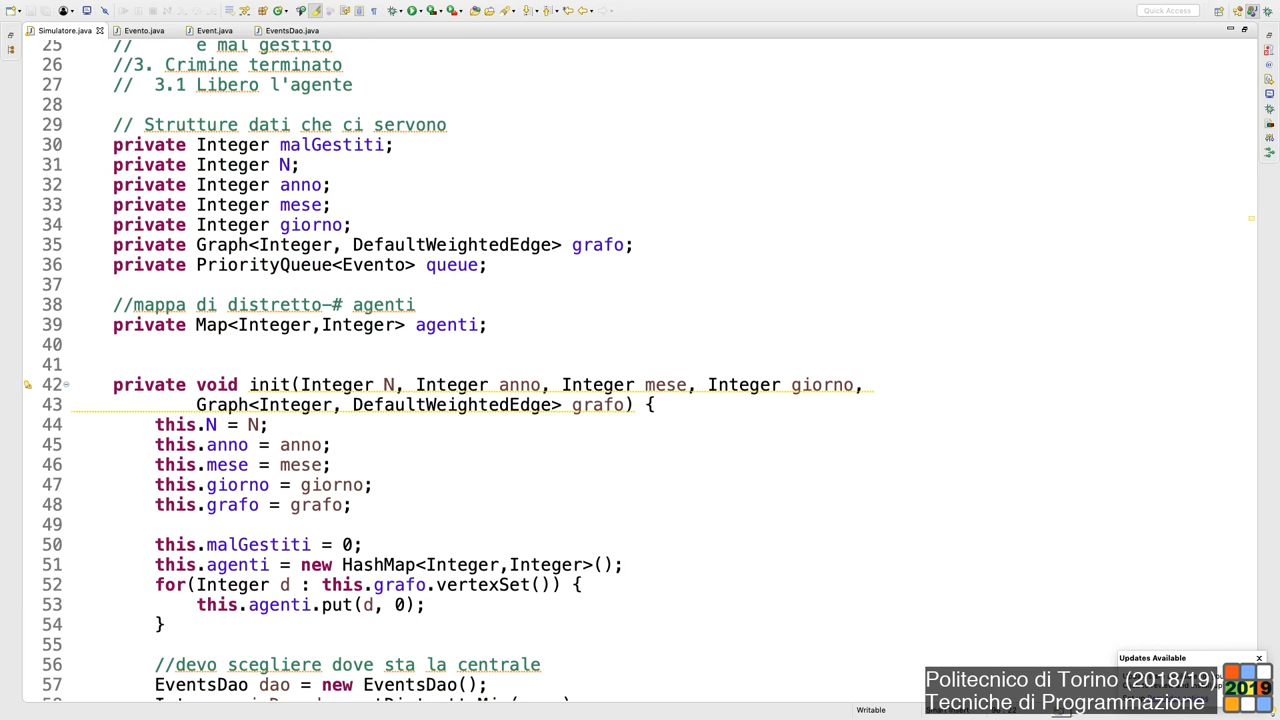 Quick Access
Simulatore.java
Evento.java
Event.java
EventsDao.java
25 // è mal gestito
26 //3. Crimine terminato
27 // 3.1 Libero l'agente
28
29 // Strutture dati che ci servono
30 private Integer malGestiti;
31 private Integer N;
32 private Integer anno;
33 private Integer mese;
34 private Integer giorno;
35 private Graph<Integer, DefaultWeightedEdge> grafo;
36 private PriorityQueue<Evento> queue;
37
38 //mappa di distretto-# agenti
39 private Map<Integer,Integer> agenti;
40
41
42 private void init(Integer N, Integer anno, Integer mese, Integer giorno,
43 Graph<Integer, DefaultWeightedEdge> grafo) {
44 this.N = N;
45 this.anno = anno;
46 this.mese = mese;
47 this.giorno = giorno;
48 this.grafo = grafo;
49
50 this.malGestiti = 0;
51 this.agenti = new HashMap<Integer,Integer>();
52 for(Integer d : this.grafo.vertexSet()) {
53 this.agenti.put(d, 0);
54 }
55
56 //devo scegliere dove sta la centrale
57 EventsDao dao = new EventsDao();
Updates Available
Politecnico di Torino (2018/19)
Tecniche di Programmazione
2019
Writable